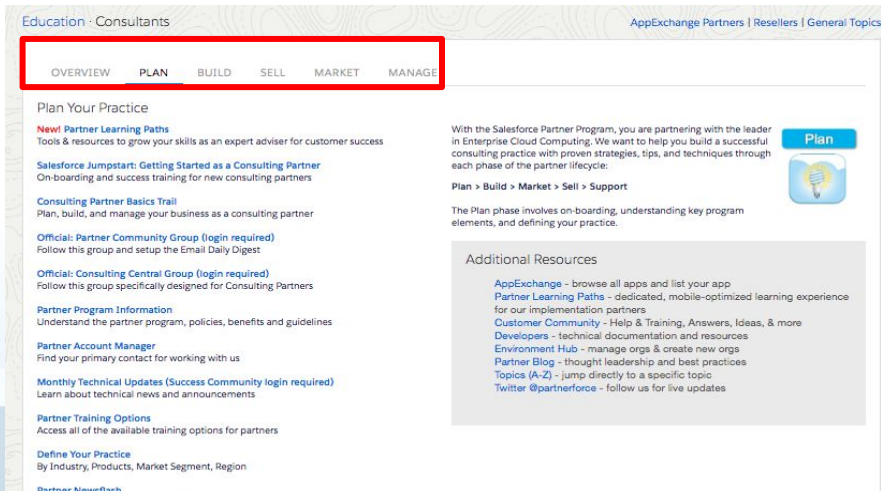 Education · Consultants
AppExchange Partners | Resellers | General Topics
OVERVIEW PLAN BUILD SELL MARKET MANAGE
Plan Your Practice
New! Partner Learning Paths
Tools & resources to grow your skills as an expert adviser for customer success
Salesforce Jumpstart: Getting Started as a Consulting Partner
On-boarding and success training for new consulting partners
Consulting Partner Basics Trail
Plan, build, and manage your business as a consulting partner
Official: Partner Community Group (login required)
Follow this group and setup the Email Daily Digest
Official: Consulting Central Group (login required)
Follow this group specifically designed for Consulting Partners
Partner Program Information
Understand the partner program, policies, benefits and guidelines
Partner Account Manager
Find your primary contact for working with us
Monthly Technical Updates (Success Community login required)
Learn about technical news and announcements
Partner Training Options
Access all of the available training options for partners
Define Your Practice
By Industry, Products, Market Segment, Region
Partner Newsflash
With the Salesforce Partner Program, you are partnering with the leader
in Enterprise Cloud Computing. We want to help you build a successful
consulting practice with proven strategies, tips, and techniques through
each phase of the partner lifecycle:
Plan > Build > Market > Sell > Support
The Plan phase involves on-boarding, understanding key program
elements, and defining your practice.
Plan
Additional Resources
AppExchange - browse all apps and list your app
Partner Learning Paths - dedicated, mobile-optimized learning experience
for our implementation partners
Customer Community - Help & Training, Answers, Ideas, & more
Developers - technical documentation and resources
Environment Hub - manage orgs & create new orgs
Partner Blog - thought leadership and best practices
Topics (A-Z) - jump directly to a specific topic
Twitter @partnerforce - follow us for live updates